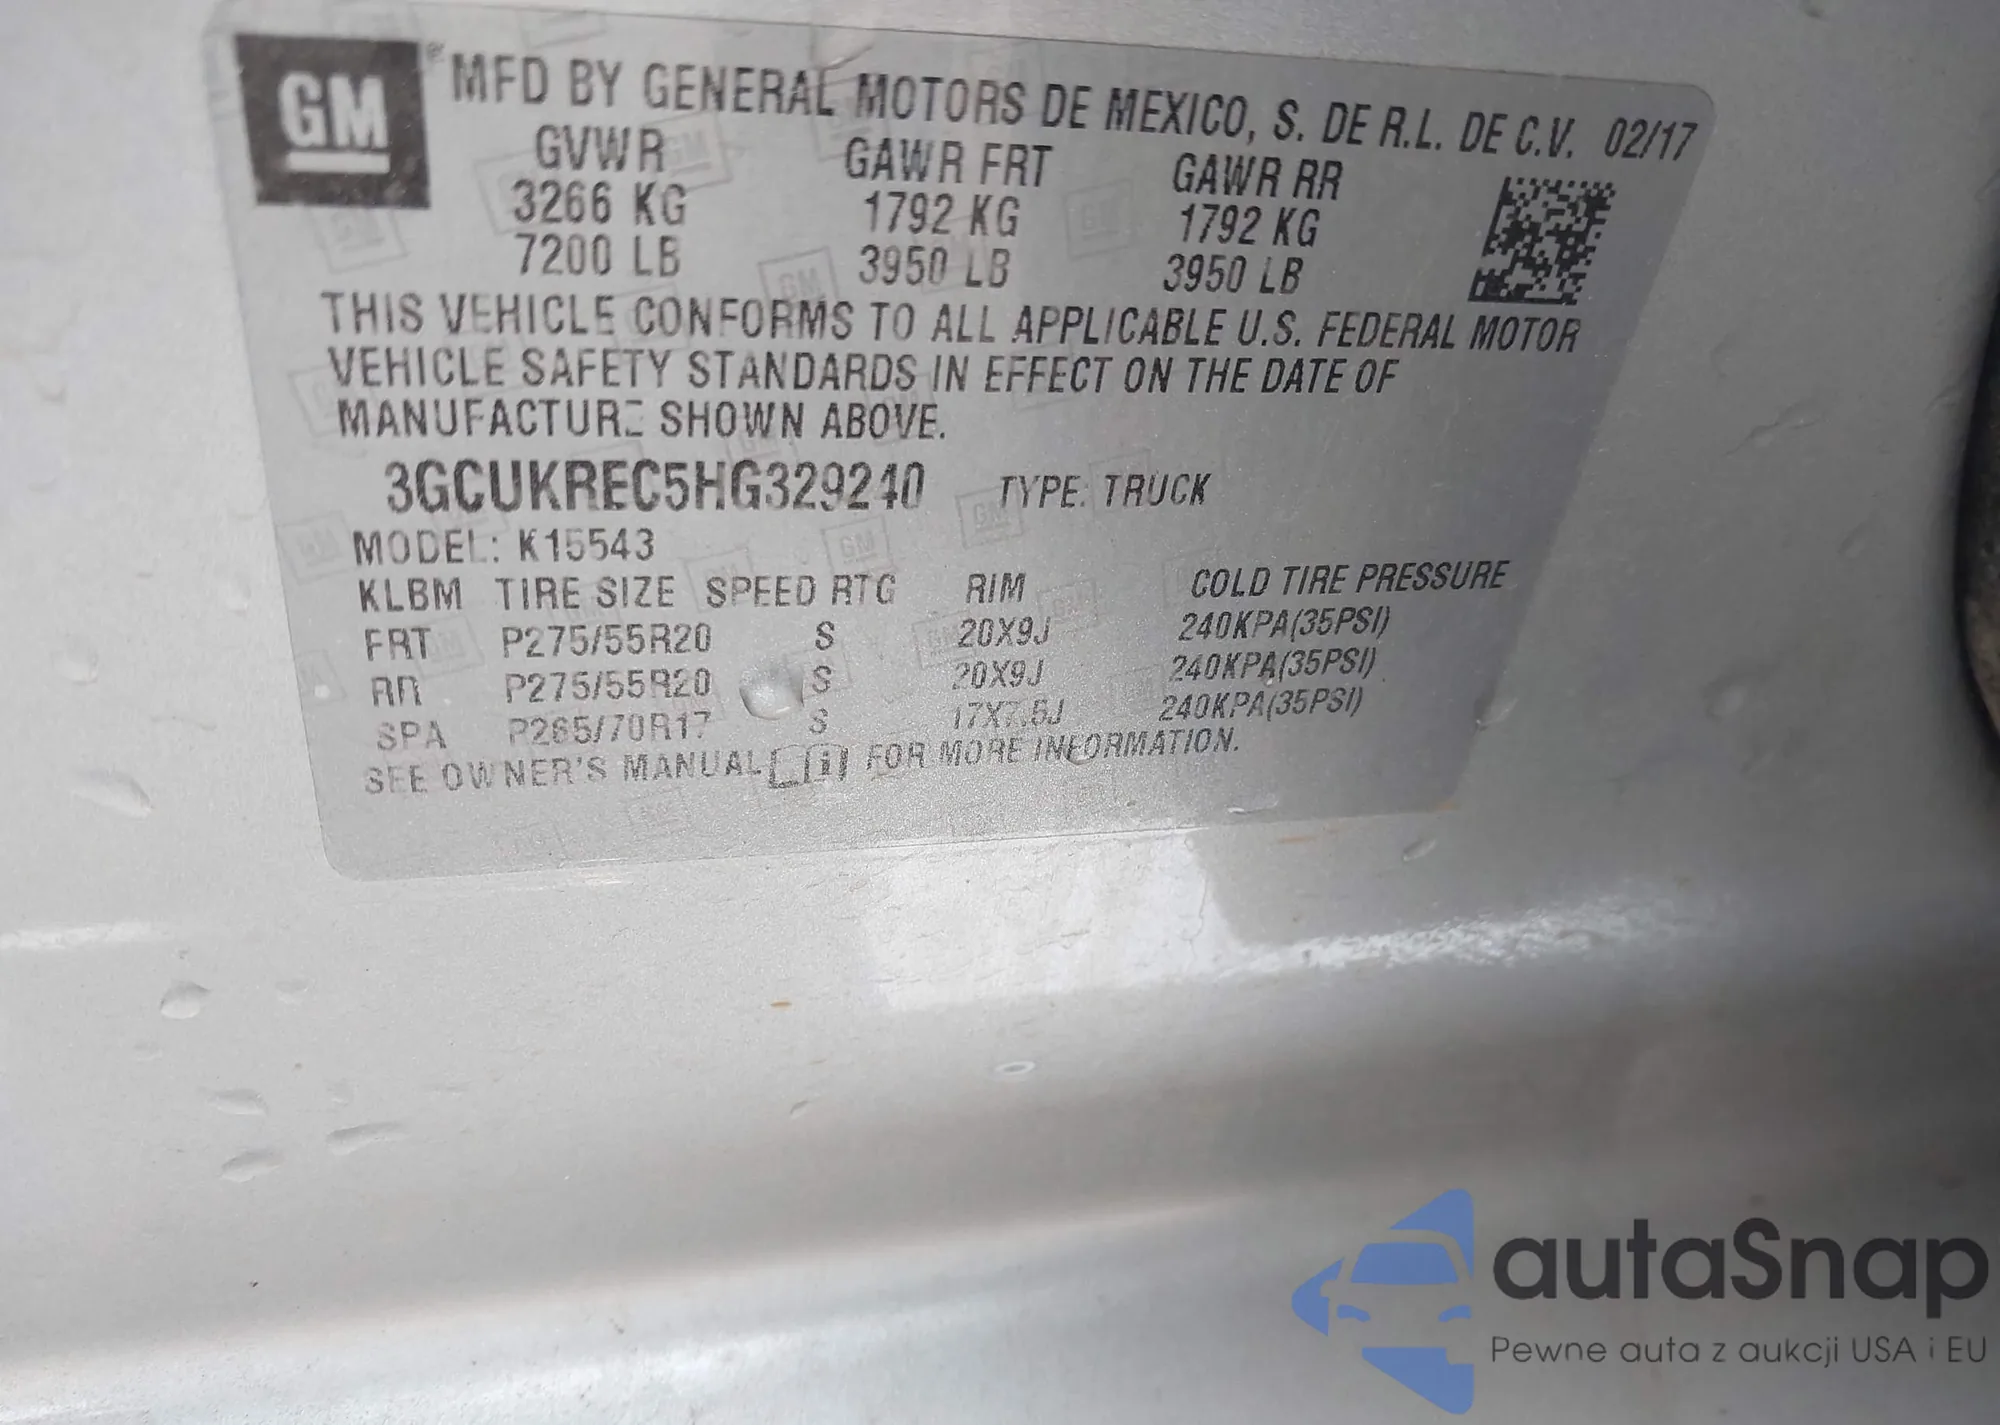 GM
MFD BY GENERAL MOTORS DE MEXICO, S. DE R.L. DE C.V. 02/17
GVWR GAWR FRT GAWR RR
3266 KG 1792 KG 1792 KG
7200 LB 3950 LB 3950 LB
THIS VEHICLE CONFORMS TO ALL APPLICABLE U.S. FEDERAL MOTOR
VEHICLE SAFETY STANDARDS IN EFFECT ON THE DATE OF
MANUFACTURE SHOWN ABOVE.
3GCUKREC5HG329240 TYPE: TRUCK
MODEL: K15543
KLBM TIRE SIZE SPEED RTG RIM COLD TIRE PRESSURE
FRT P275/55R20 S 20X9J 240KPA(35PSI)
RR P275/55R20 S 20X9J 240KPA(35PSI)
SPA P265/70R17 S 17X7.5J 240KPA(35PSI)
SEE OWNER'S MANUAL FOR MORE INFORMATION.
autaSnap
Pewne auta z aukcji USA i EU